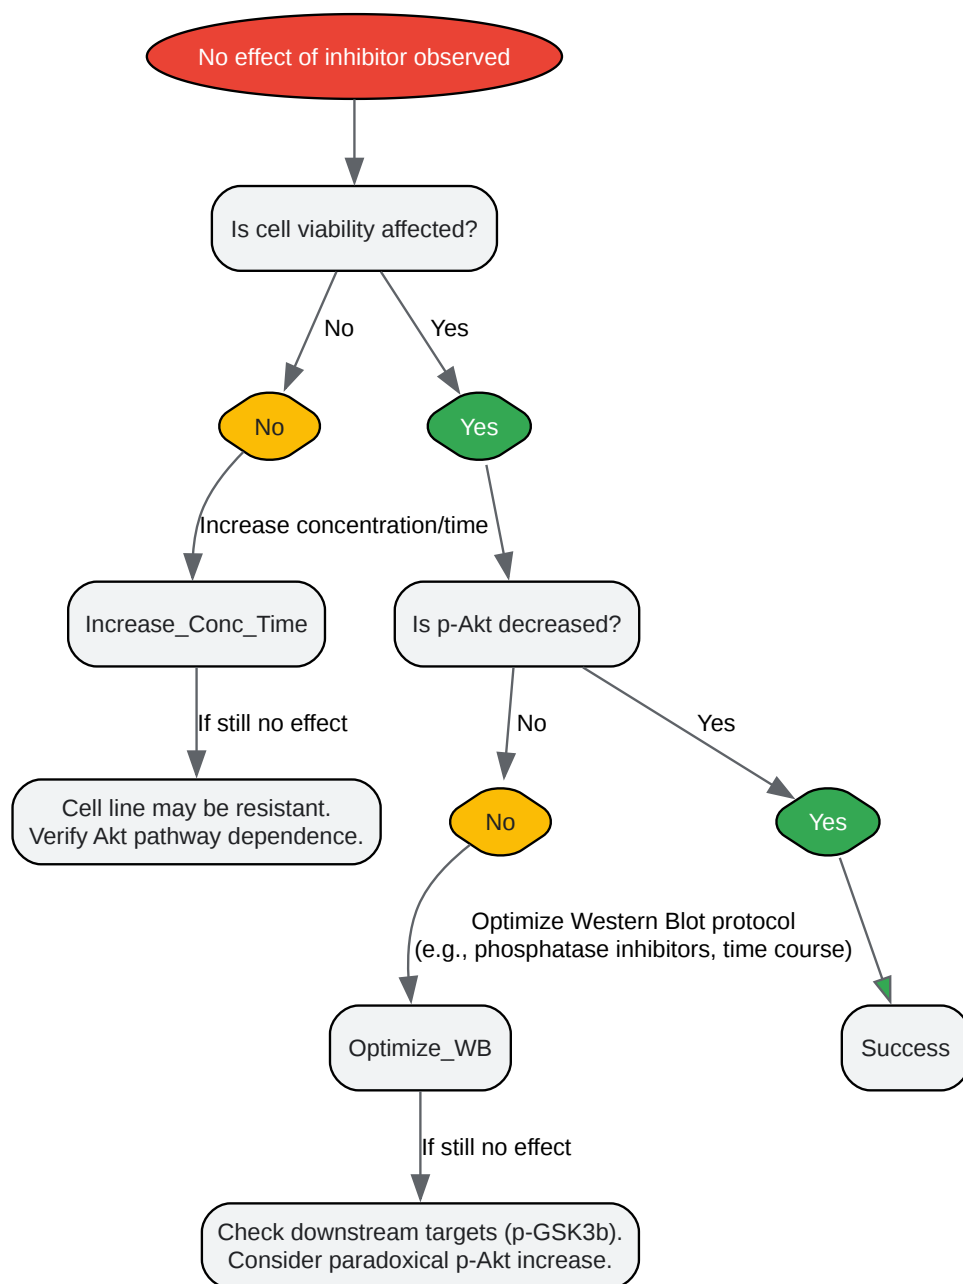 No effect of inhibitor observed
Is cell viability affected?
No
Yes
No
Yes
Increase concentration/time
Increase_Conc_Time
Is p-Akt decreased?
If still no effect
No
Yes
Cell line may be resistant.
Verify Akt pathway dependence.
No
Yes
Optimize Western Blot protocol
(e.g., phosphatase inhibitors, time course)
Optimize_WB
Success
If still no effect
Check downstream targets (p-GSK3b).
Consider paradoxical p-Akt increase.